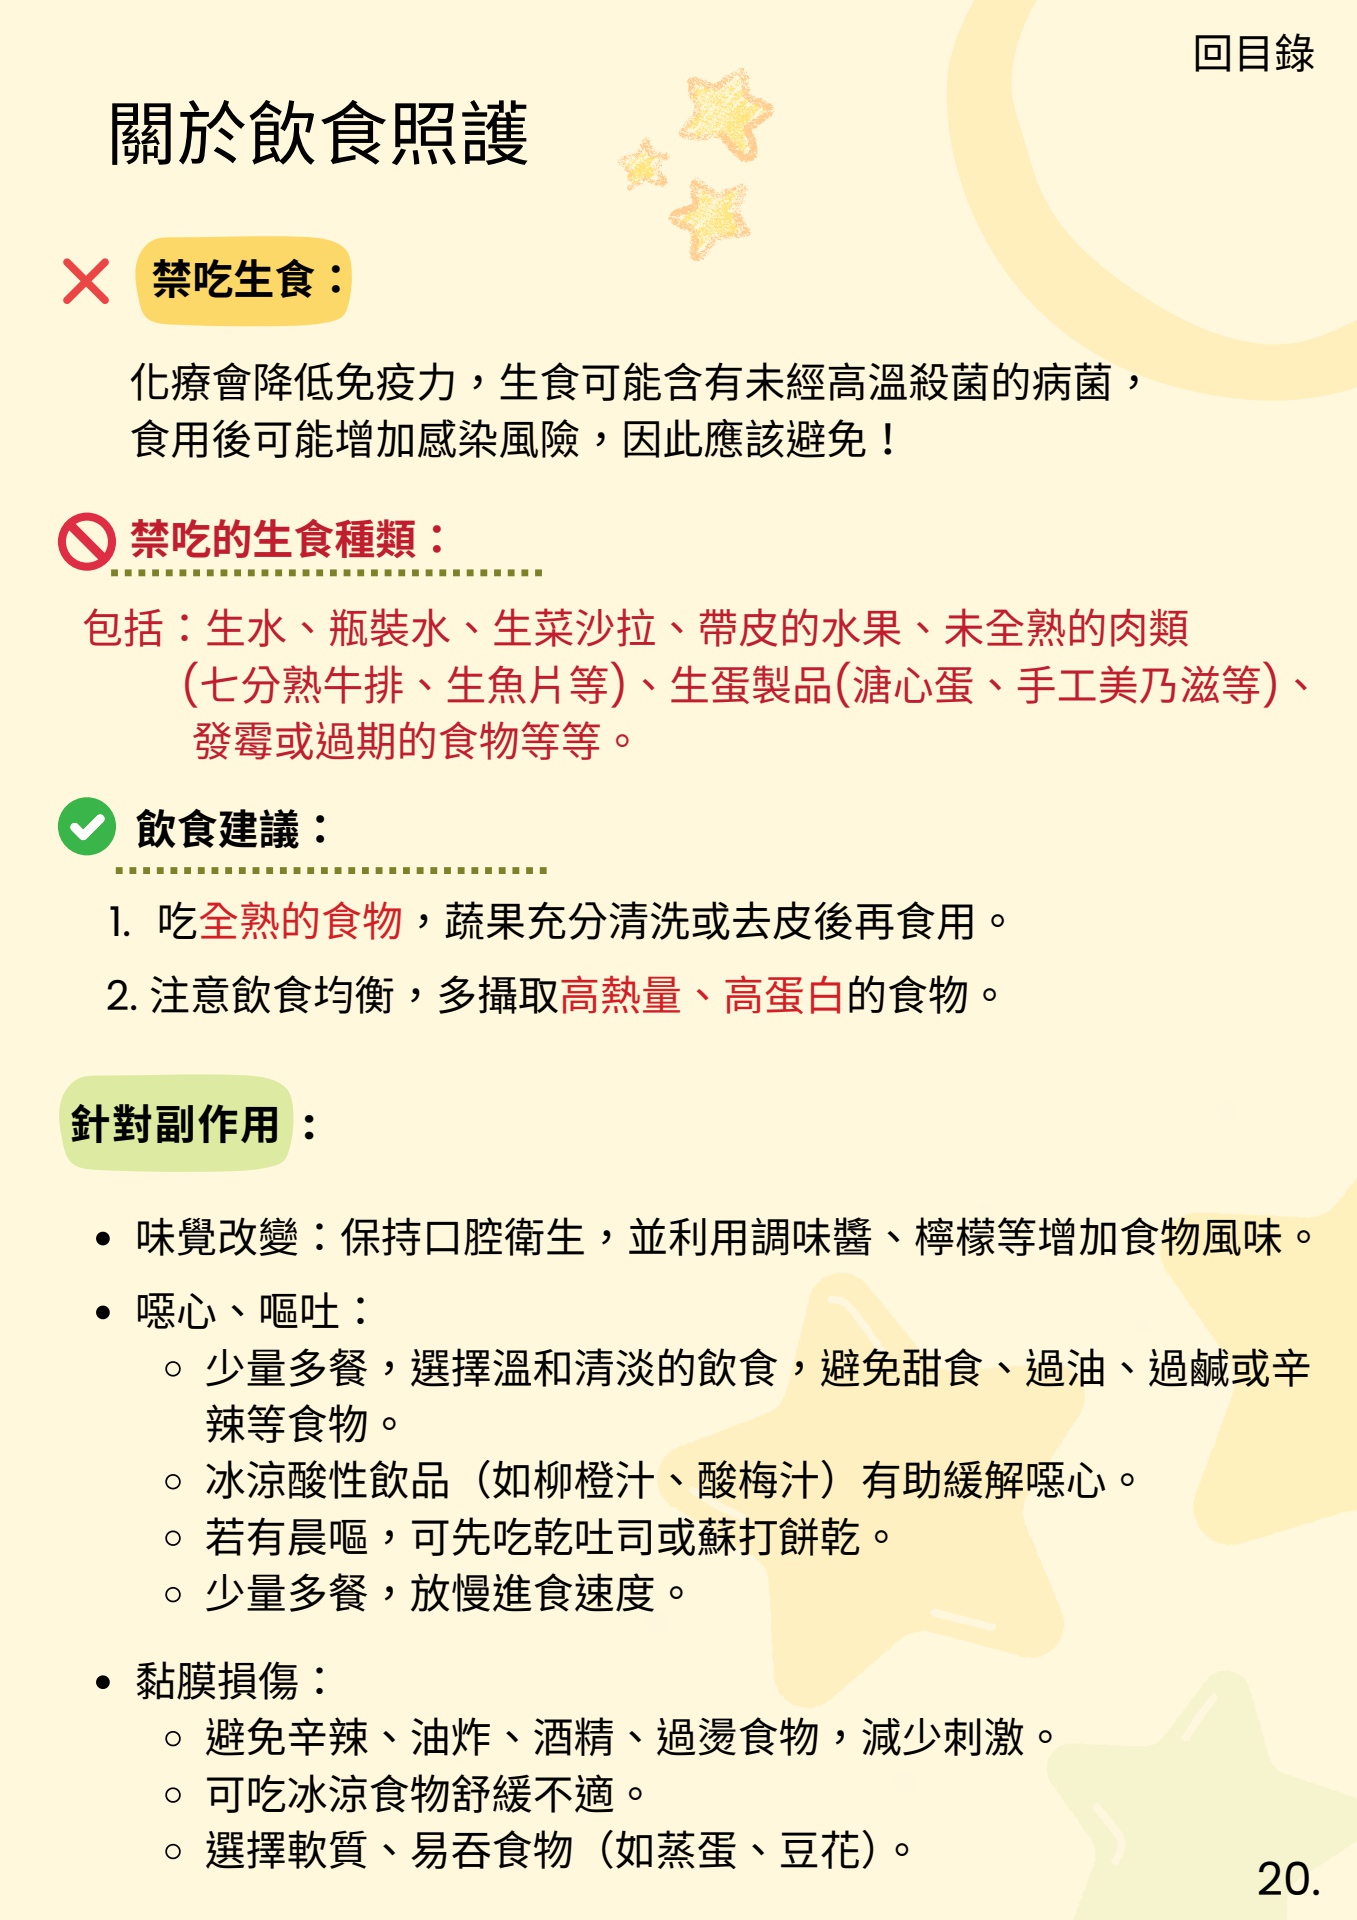 回目錄
關於飲食照護
禁吃生食：
化療會降低免疫力，生食可能含有未經高溫殺菌的病菌，
食用後可能增加感染風險，因此應該避免！
禁吃的生食種類：
包括：生水、瓶裝水、生菜沙拉、帶皮的水果、未全熟的肉類
(七分熟牛排、生魚片等)、生蛋製品(溏心蛋、手工美乃滋等)、
發霉或過期的食物等等。
飲食建議：
1. 吃全熟的食物，蔬果充分清洗或去皮後再食用。
2. 注意飲食均衡，多攝取高熱量、高蛋白的食物。
針對副作用：
• 味覺改變：保持口腔衛生，並利用調味醬、檸檬等增加食物風味。
• 噁心、嘔吐：
○ 少量多餐，選擇溫和清淡的飲食，避免甜食、過油、過鹹或辛
辣等食物。
○ 冰涼酸性飲品（如柳橙汁、酸梅汁）有助緩解噁心。
○ 若有晨嘔，可先吃乾吐司或蘇打餅乾。
○ 少量多餐，放慢進食速度。
• 黏膜損傷：
○ 避免辛辣、油炸、酒精、過燙食物，減少刺激。
○ 可吃冰涼食物舒緩不適。
○ 選擇軟質、易吞食物（如蒸蛋、豆花）。
20.